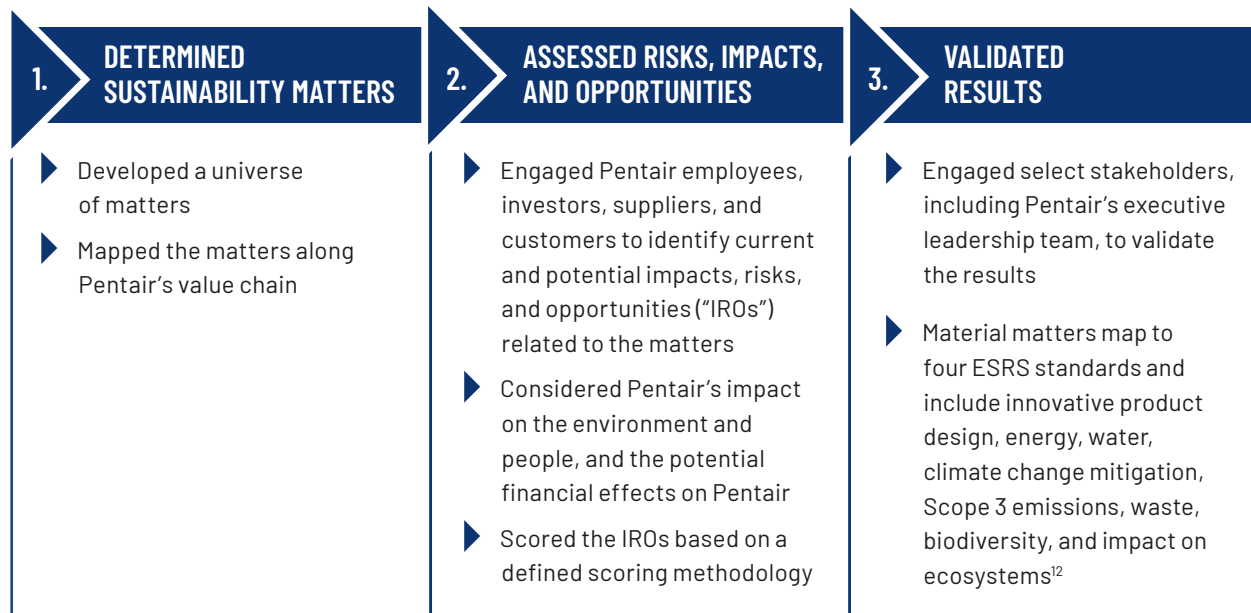 1.
DETERMINED
SUSTAINABILITY MATTERS
Developed a universe
of matters
Mapped the matters along
Pentair’s value chain
2.
ASSESSED RISKS, IMPACTS,
AND OPPORTUNITIES
Engaged Pentair employees,
investors, suppliers, and
customers to identify current
and potential impacts, risks,
and opportunities (“IROs”)
related to the matters
Considered Pentair’s impact
on the environment and
people, and the potential
financial effects on Pentair
Scored the IROs based on a
defined scoring methodology
3.
VALIDATED
RESULTS
Engaged select stakeholders,
including Pentair’s executive
leadership team, to validate
the results
Material matters map to
four ESRS standards and
include innovative product
design, energy, water,
climate change mitigation,
Scope 3 emissions, waste,
biodiversity, and impact on
ecosystems¹²